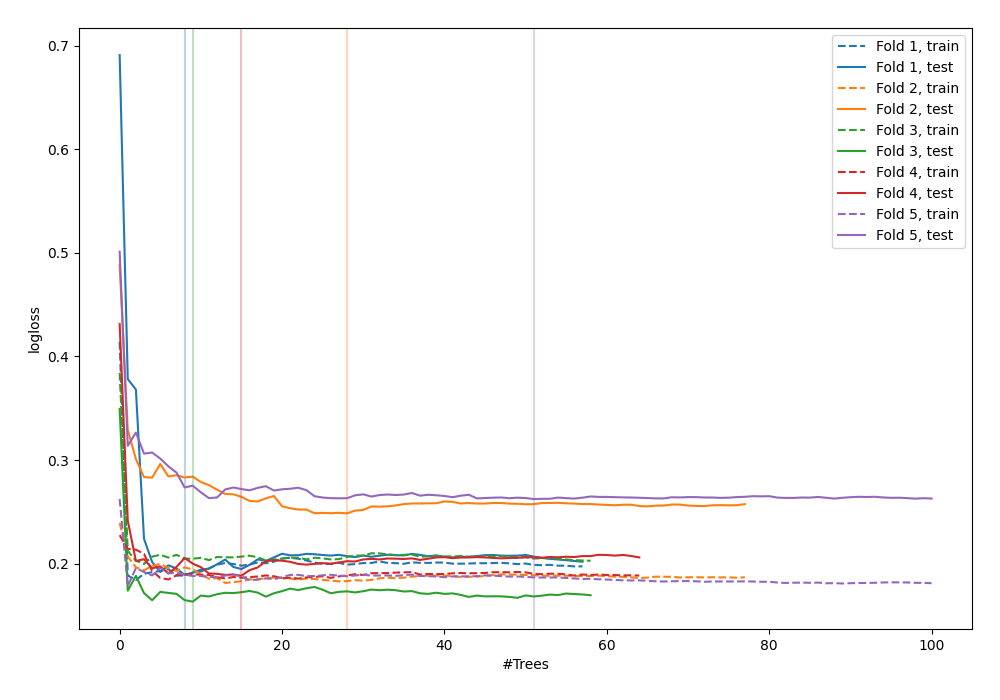 0.7
0.6
0.5
0.4
0.3
0.2
logloss
0
20
40
60
80
100
#Trees
Fold 1, train
Fold 1, test
Fold 2, train
Fold 2, test
Fold 3, train
Fold 3, test
Fold 4, train
Fold 4, test
Fold 5, train
Fold 5, test